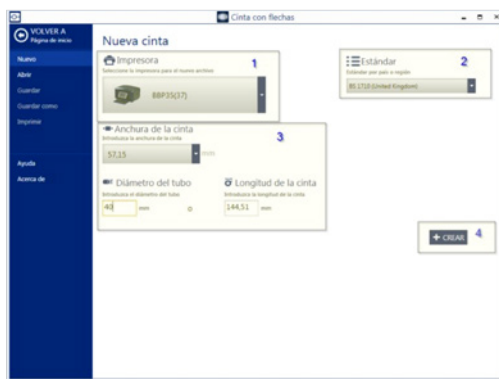 Cinta con flechas
VOLVER A
Página de inicio
Nuevo
Abrir
Guardar
Guardar como
Imprimir
Ayuda
Acerca de
Nueva cinta
Impresora
1
Seleccione la impresora para el nuevo archivo
BBP35(37)
Estándar
2
Estándar por país o región
BS 1710 (United Kingdom)
Anchura de la cinta
3
Introduzca la anchura de la cinta
57,15 mm
Diámetro del tubo
Introduzca el diámetro del tubo
40 mm
o
Longitud de la cinta
Introduzca la longitud de la cinta
144,51 mm
+ CREAR
4